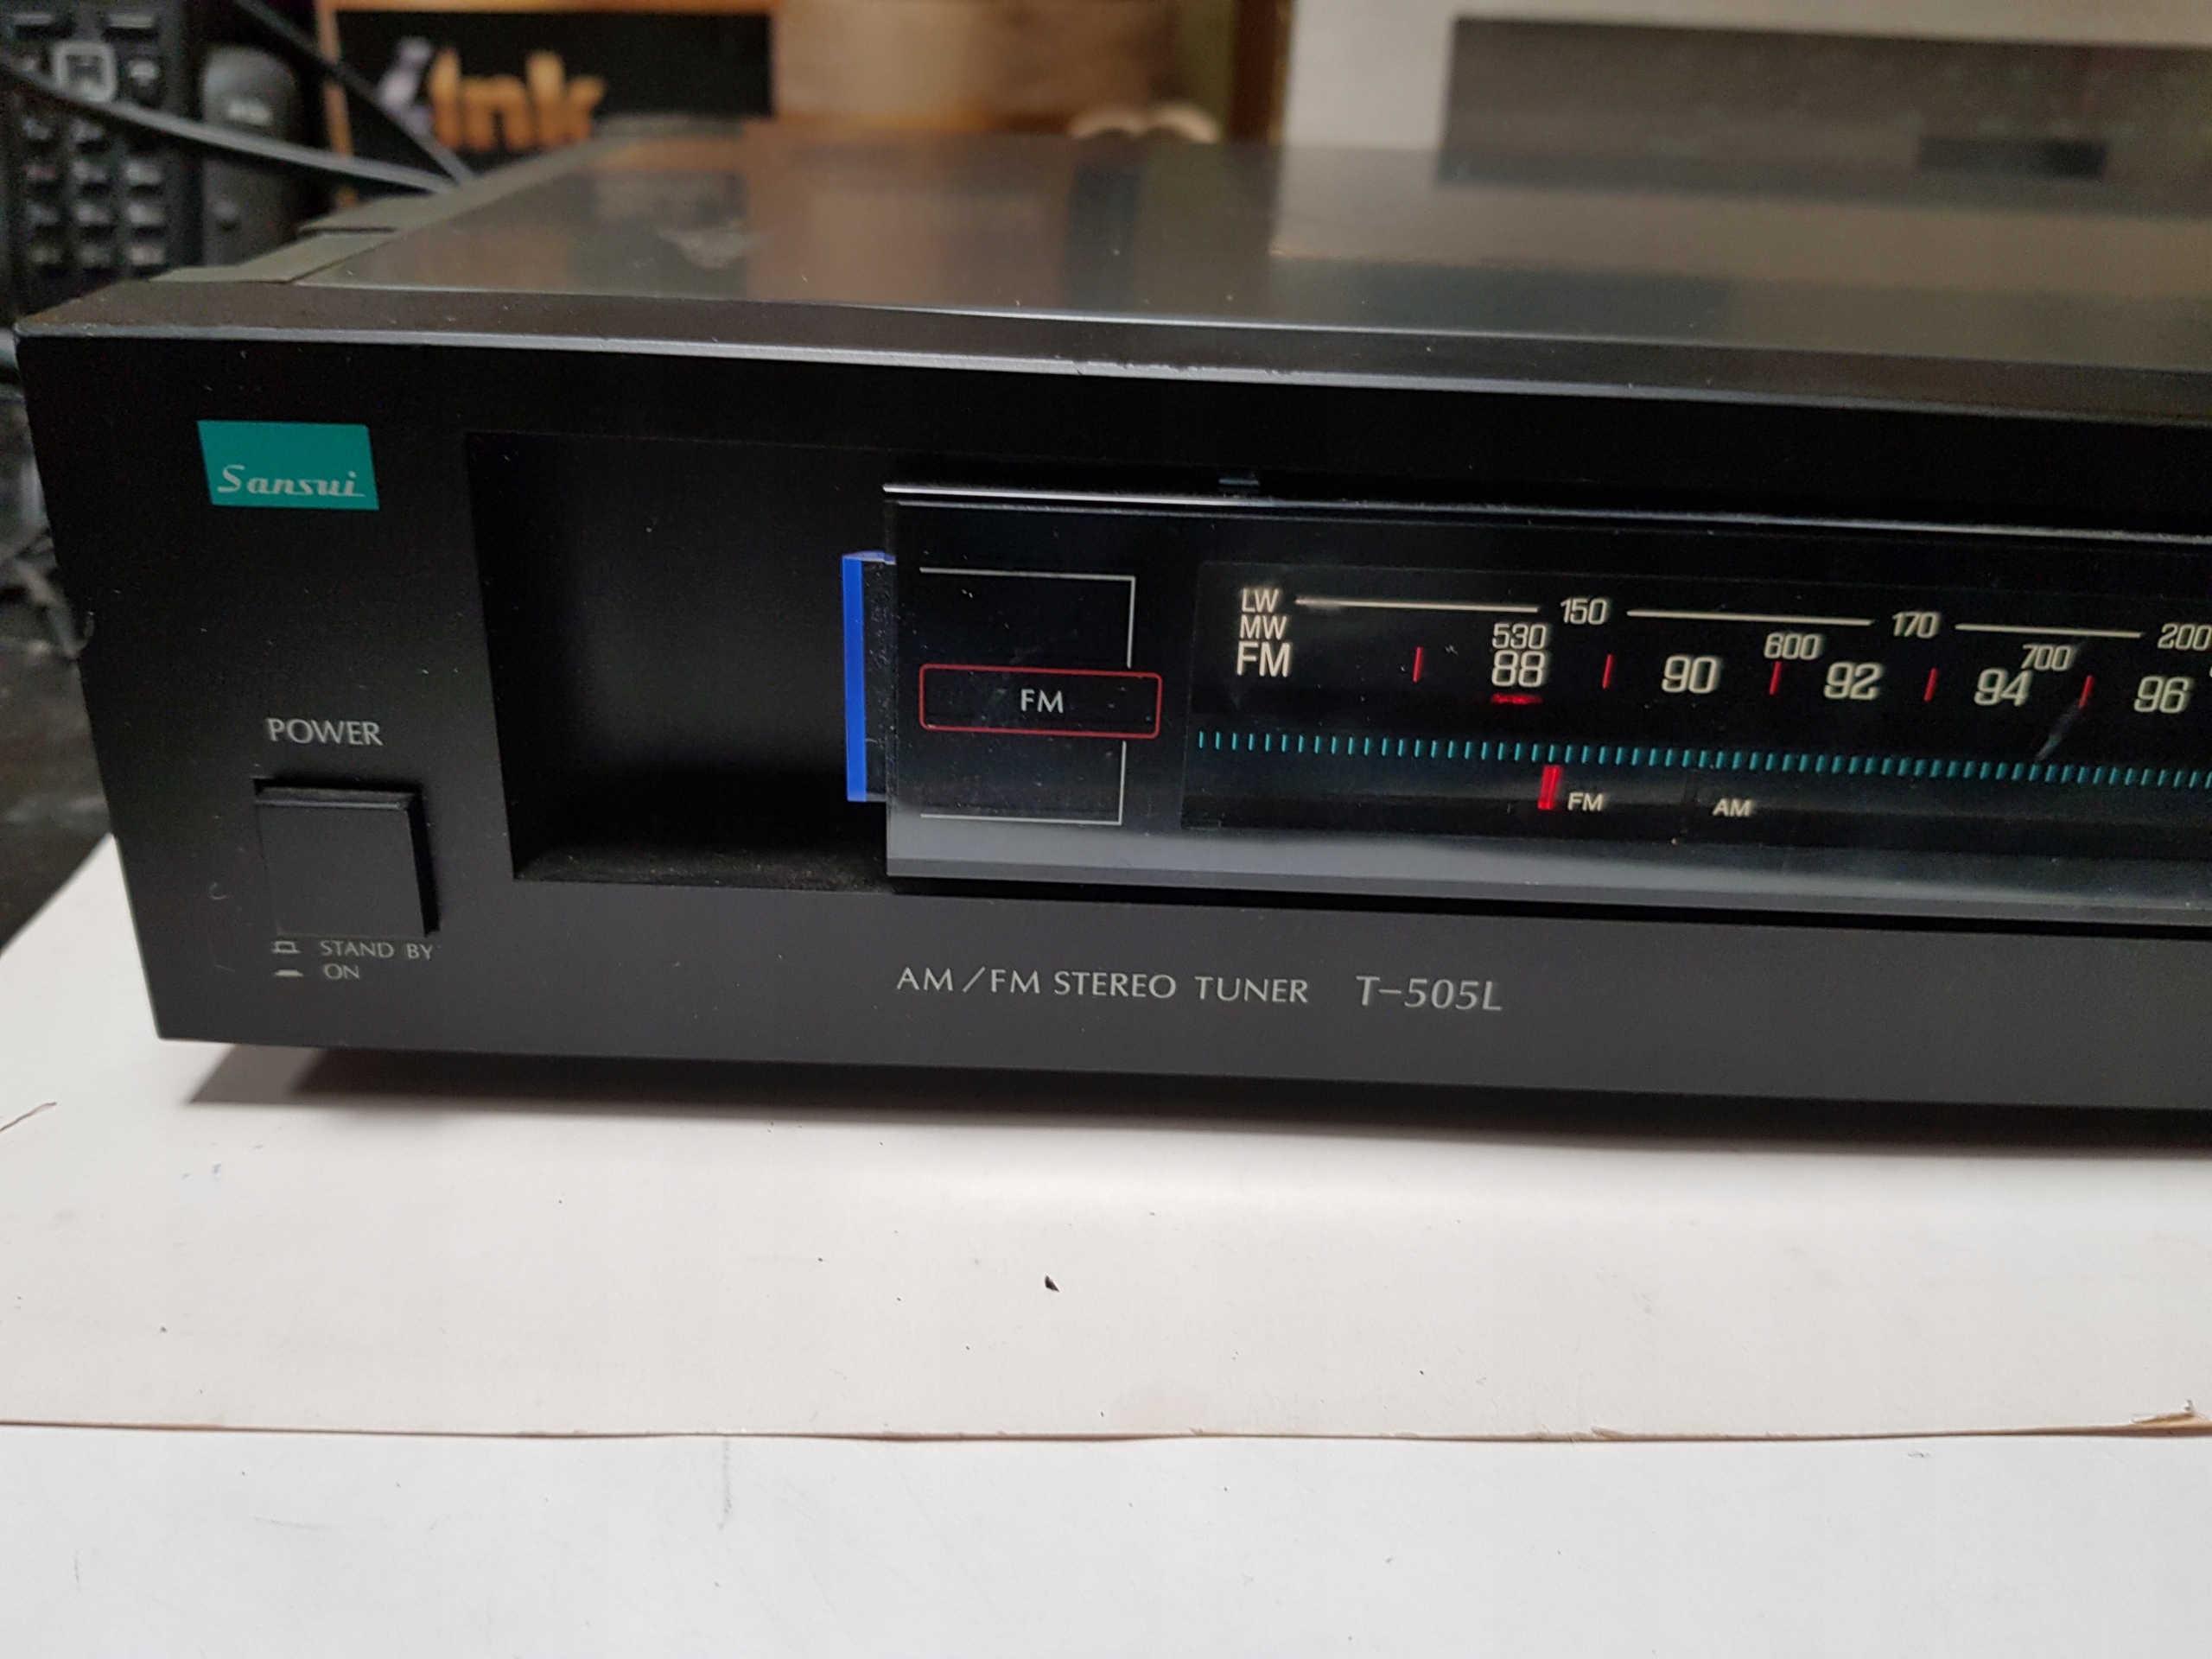 ink
Sansui
POWER
STAND BY
ON
FM
LW 150 170 200
MW 530 600 700
FM 88 90 92 94 96
FM AM
AM/FM STEREO TUNER T-505L